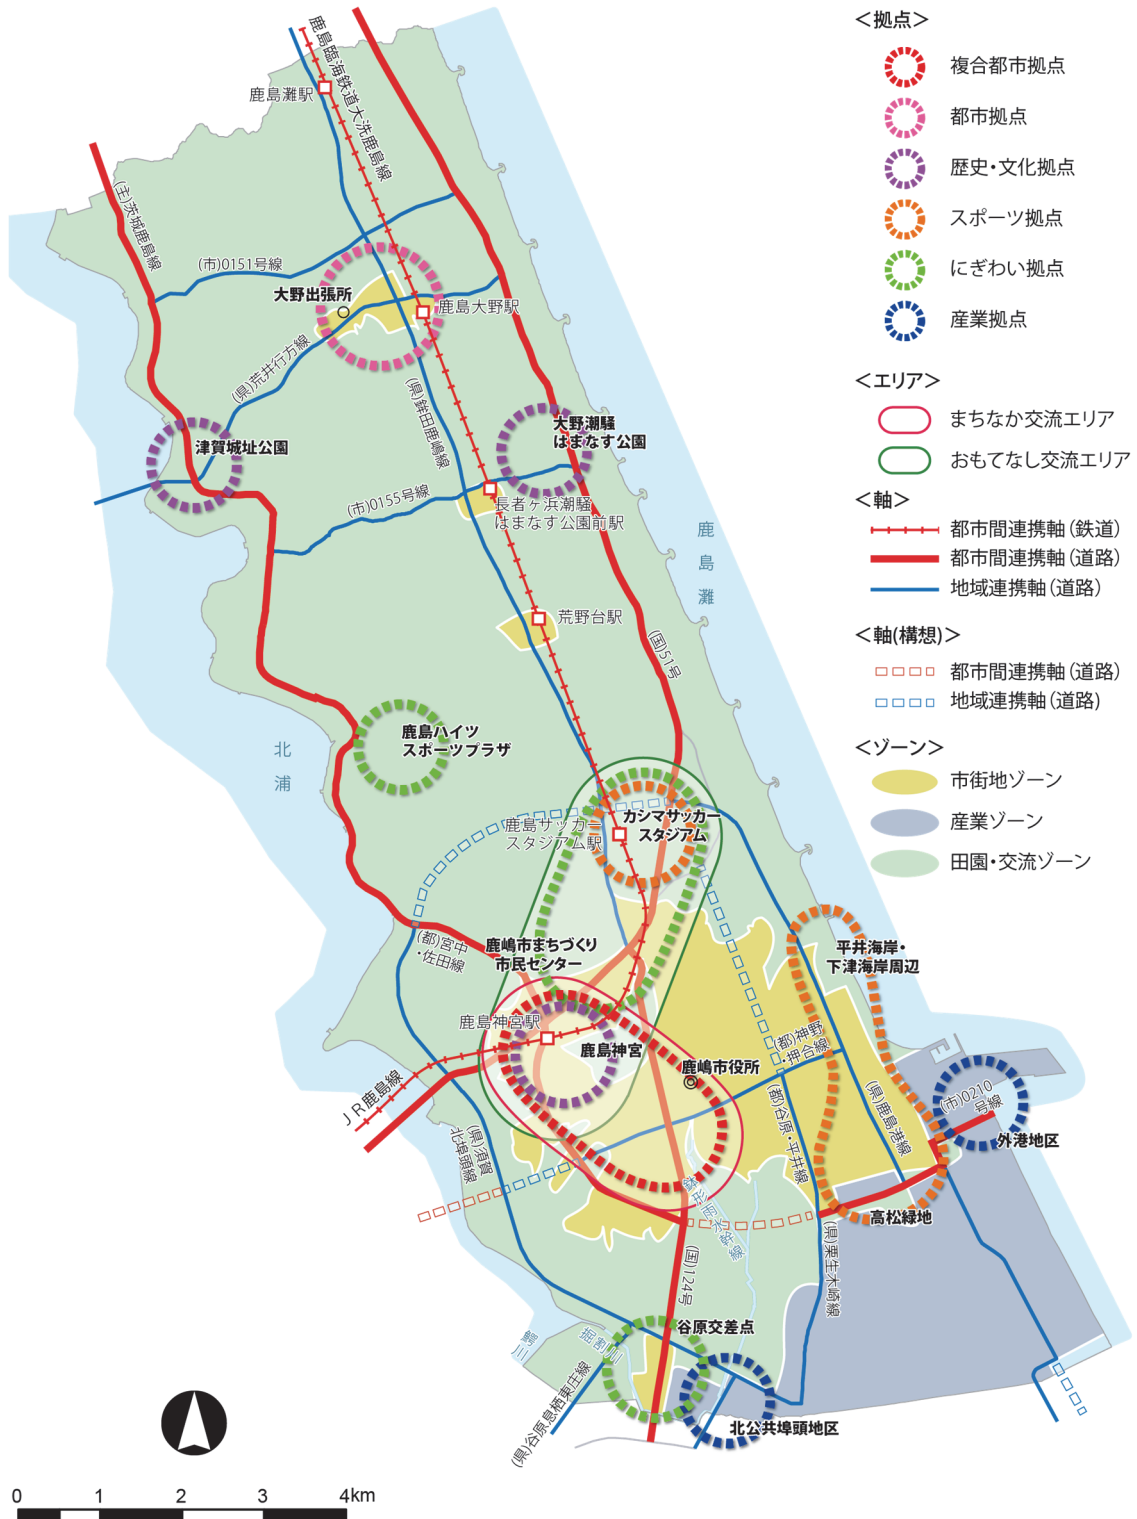 ＜拠点＞
複合都市拠点
都市拠点
歴史・文化拠点
スポーツ拠点
にぎわい拠点
産業拠点
＜エリア＞
まちなか交流エリア
おもてなし交流エリア
＜軸＞
都市間連携軸（鉄道）
都市間連携軸（道路）
地域連携軸（道路）
＜軸(構想)＞
都市間連携軸（道路）
地域連携軸（道路）
＜ゾーン＞
市街地ゾーン
産業ゾーン
田園・交流ゾーン
鹿島臨海鉄道大洗鹿島線
鹿島灘駅
(主)茨城鹿島線
(市)0151号線
大野出張所
鹿島大野駅
(県)荒井行方線
(県)鉾田鹿嶋線
津賀城址公園
大野潮騒
はまなす公園
(市)0155号線
長者ヶ浜潮騒
はまなす公園前駅
鹿島灘
荒野台駅
(国)51号
鹿島ハイツ
スポーツプラザ
北浦
カシマサッカー
スタジアム
鹿島サッカー
スタジアム駅
(都)宮中
・佐田線
鹿嶋市まちづくり
市民センター
平井海岸・
下津海岸周辺
鹿島神宮駅
鹿島神宮
鹿嶋市役所
(都)神野
・押合線
JR鹿島線
(都)谷原・平井線
(県)鹿島港線
(市)0210
号線
外港地区
(県)須賀
北埠頭線
高松緑地
(国)124号
(県)粟生木崎線
谷原交差点
掘割川
(県)谷原息栖東庄線
北公共埠頭地区
0
1
2
3
4km